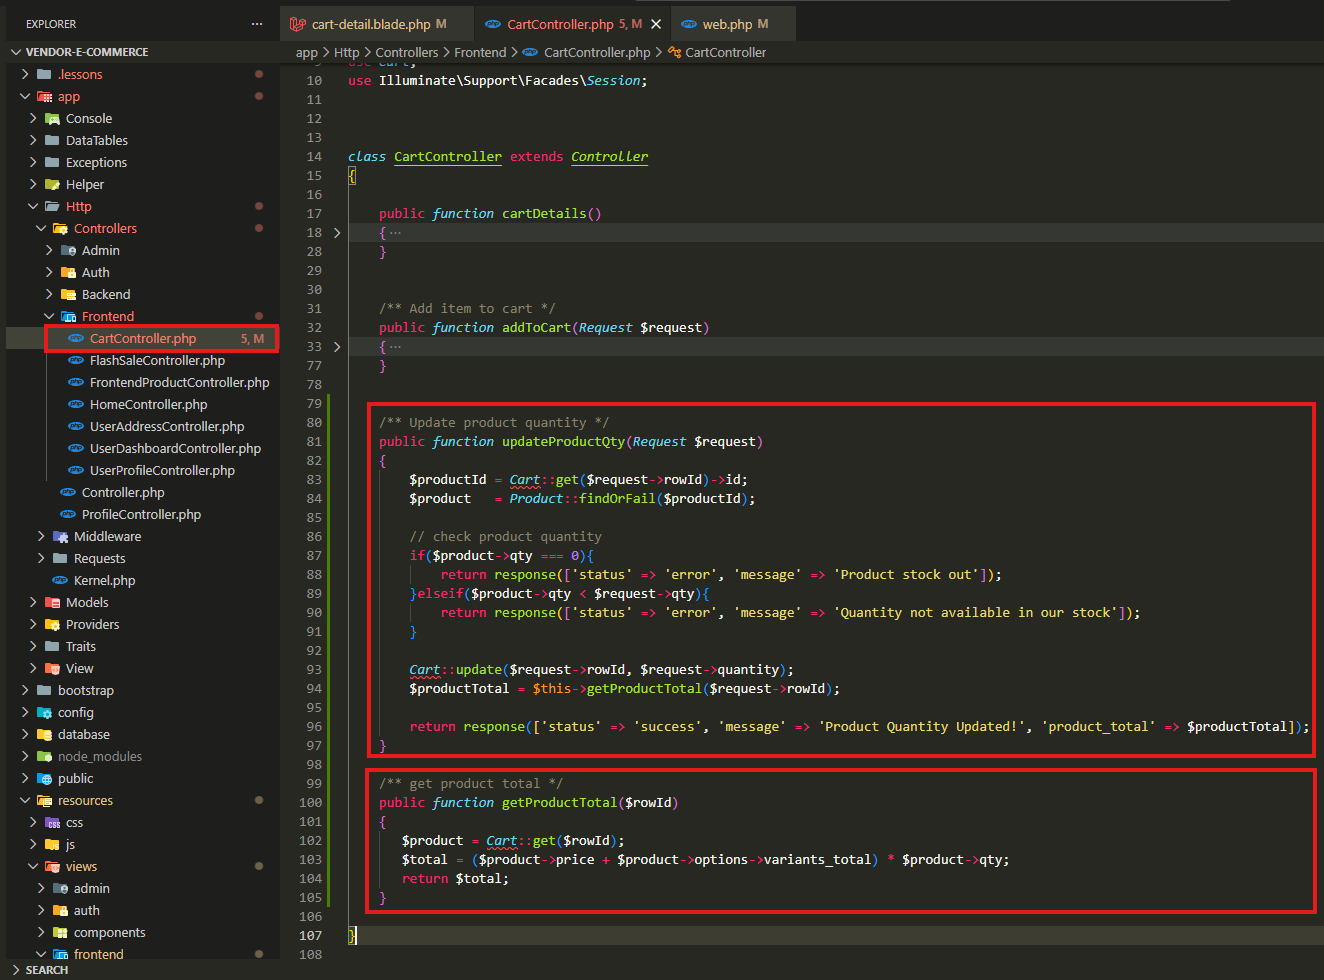 EXPLORER
VENDOR-E-COMMERCE
.lessons
app
Console
DataTables
Exceptions
Helper
Http
Controllers
Admin
Auth
Backend
Frontend
CartController.php 5, M
FlashSaleController.php
FrontendProductController.php
HomeController.php
UserAddressController.php
UserDashboardController.php
UserProfileController.php
Controller.php
ProfileController.php
Middleware
Requests
Kernel.php
Models
Providers
Traits
View
bootstrap
config
database
node_modules
public
resources
css
js
views
admin
auth
components
frontend
SEARCH
cart-detail.blade.php M
CartController.php 5, M
web.php M
app > Http > Controllers > Frontend > CartController.php > CartController
9 use Cart;
10 use Illuminate\Support\Facades\Session;
11
12
13
14 class CartController extends Controller
15 {
16
17 public function cartDetails()
18 { ...
28 }
29
30
31 /** Add item to cart */
32 public function addToCart(Request $request)
33 { ...
77 }
78
79
80 /** Update product quantity */
81 public function updateProductQty(Request $request)
82 {
83 $productId = Cart::get($request->rowId)->id;
84 $product = Product::findOrFail($productId);
85
86 // check product quantity
87 if($product->qty === 0){
88 return response(['status' => 'error', 'message' => 'Product stock out']);
89 }elseif($product->qty < $request->qty){
90 return response(['status' => 'error', 'message' => 'Quantity not available in our stock']);
91 }
92
93 Cart::update($request->rowId, $request->quantity);
94 $productTotal = $this->getProductTotal($request->rowId);
95
96 return response(['status' => 'success', 'message' => 'Product Quantity Updated!', 'product_total' => $productTotal]);
97 }
98
99 /** get product total */
100 public function getProductTotal($rowId)
101 {
102 $product = Cart::get($rowId);
103 $total = ($product->price + $product->options->variants_total) * $product->qty;
104 return $total;
105 }
106
107 }
108